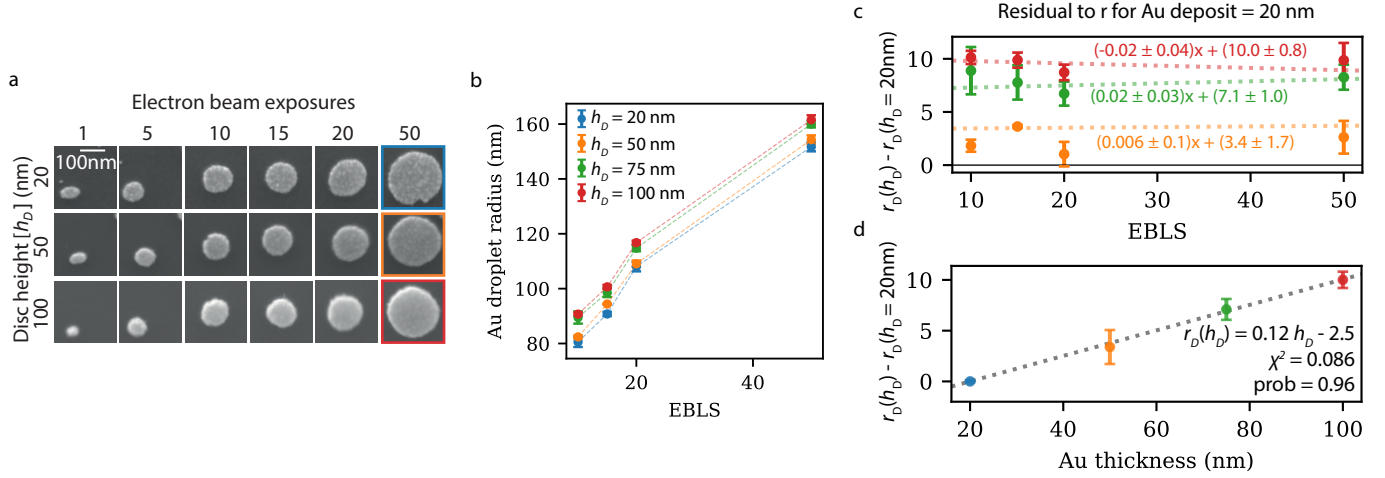 a
Electron beam exposures
1 5 10 15 20 50
100nm
Disc height [h_D] (nm)
20
50
100
b
Au droplet radius (nm)
160
140
120
100
80
h_D = 20 nm
h_D = 50 nm
h_D = 75 nm
h_D = 100 nm
20 40
EBLS
c
Residual to r for Au deposit = 20 nm
r_D(h_D) - r_D(h_D = 20nm)
10
5
0
(-0.02 ± 0.04)x + (10.0 ± 0.8)
(0.02 ± 0.03)x + (7.1 ± 1.0)
(0.006 ± 0.1)x + (3.4 ± 1.7)
10 20 30 40 50
EBLS
d
r_D(h_D) - r_D(h_D = 20nm)
10
5
0
r_D(h_D) = 0.12 h_D - 2.5
χ² = 0.086
prob = 0.96
20 40 60 80 100
Au thickness (nm)